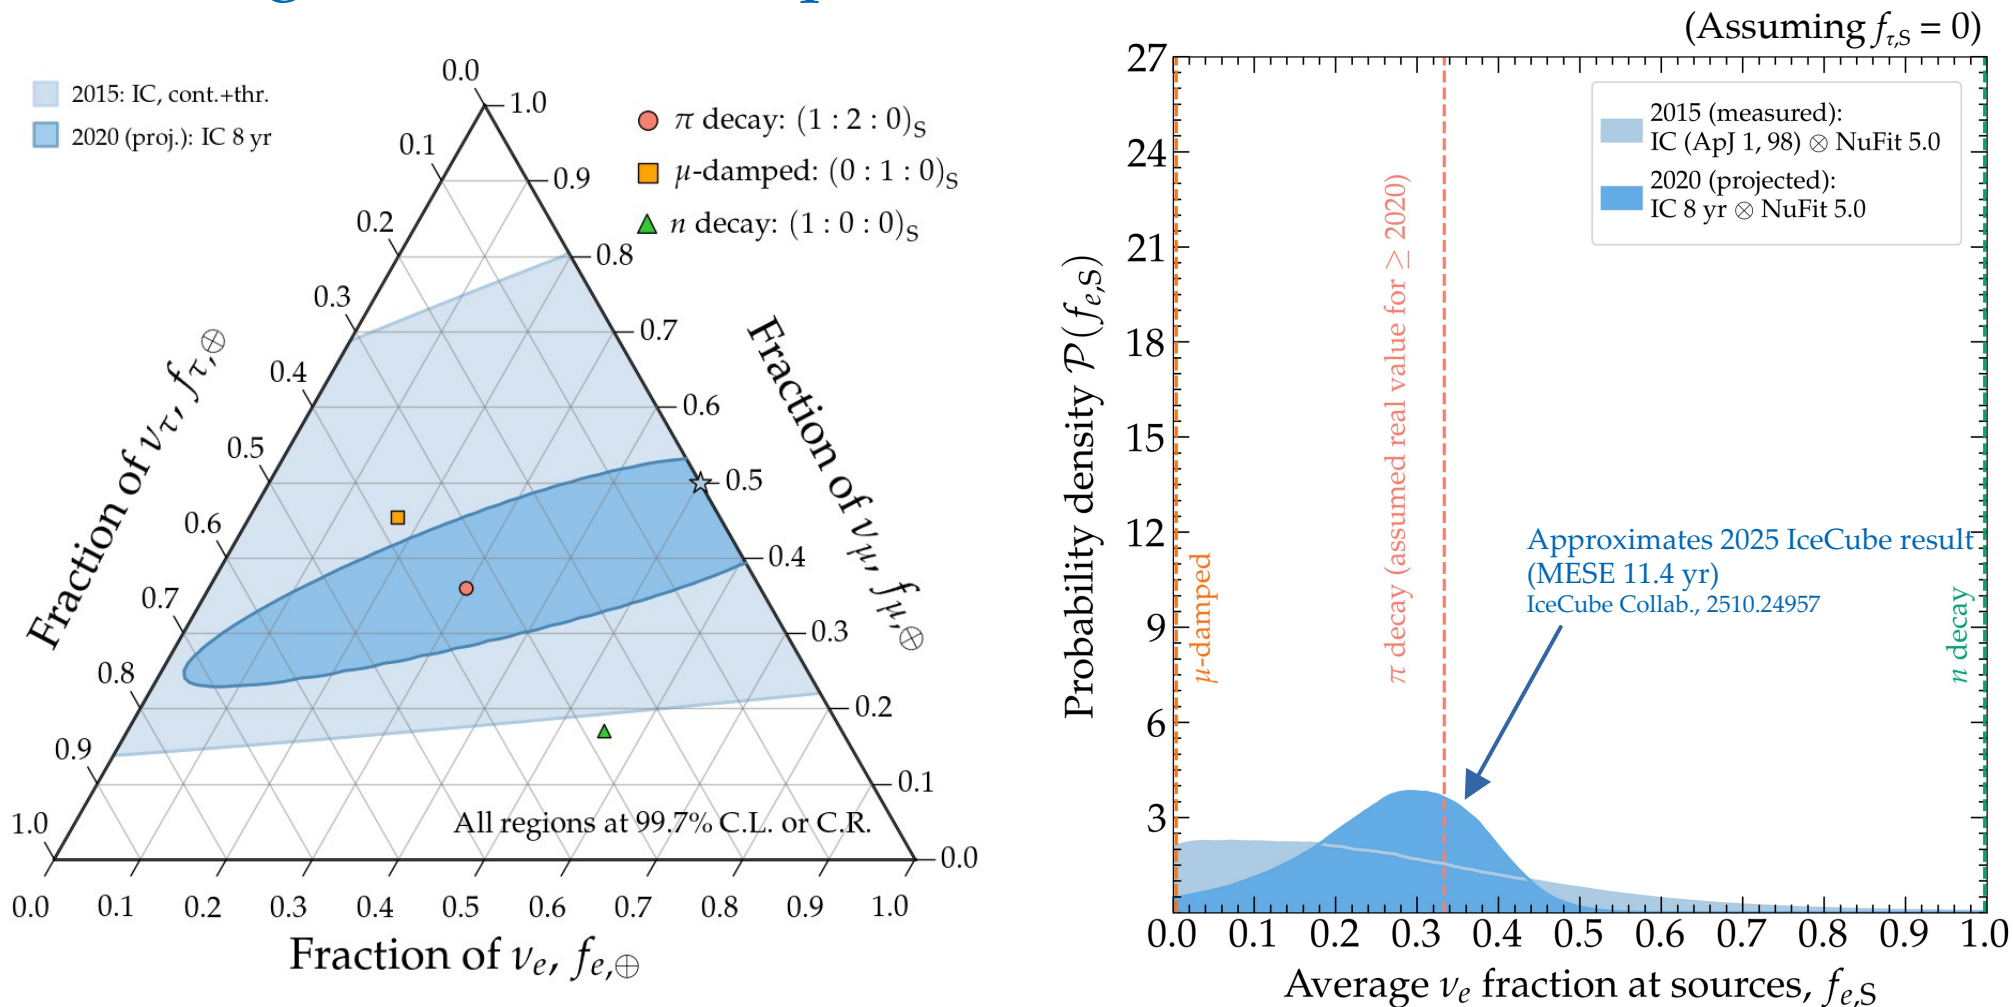 2015: IC, cont.+thr.
2020 (proj.): IC 8 yr
π decay: (1 : 2 : 0)S
μ-damped: (0 : 1 : 0)S
n decay: (1 : 0 : 0)S
0.0
0.1
0.2
0.3
0.4
0.5
0.6
0.7
0.8
0.9
1.0
Fraction of ντ, fτ,⊕
1.0
0.9
0.8
0.7
0.6
0.5
0.4
0.3
0.2
0.1
0.0
Fraction of νμ, fμ,⊕
All regions at 99.7% C.L. or C.R.
0.0 0.1 0.2 0.3 0.4 0.5 0.6 0.7 0.8 0.9 1.0
Fraction of νe, fe,⊕
(Assuming fτ,S = 0)
27
24
21
18
15
12
9
6
3
Probability density P(fe,S)
2015 (measured):
IC (ApJ 1, 98) ⊗ NuFit 5.0
2020 (projected):
IC 8 yr ⊗ NuFit 5.0
μ-damped
π decay (assumed real value for ≥ 2020)
n decay
Approximates 2025 IceCube result
(MESE 11.4 yr)
IceCube Collab., 2510.24957
0.0 0.1 0.2 0.3 0.4 0.5 0.6 0.7 0.8 0.9 1.0
Average νe fraction at sources, fe,S